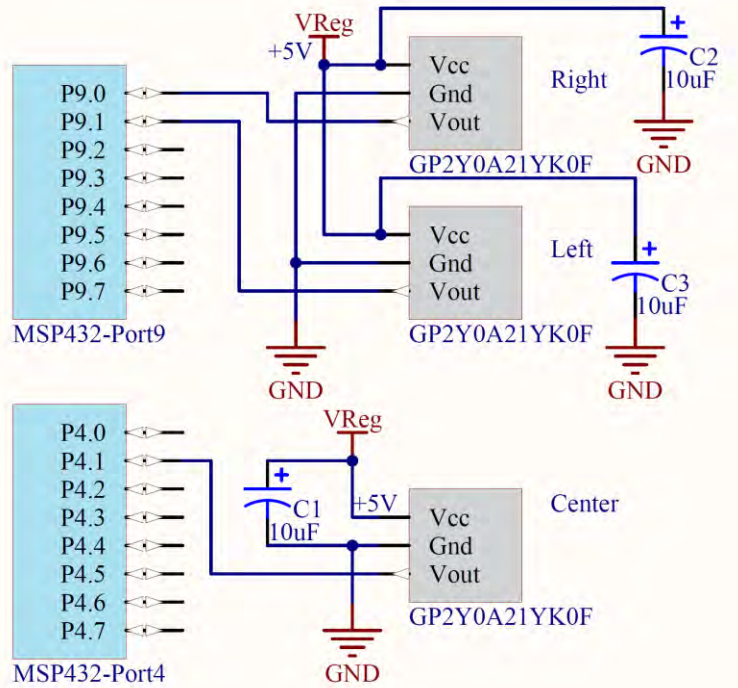 VReg
+5V
P9.0
P9.1
P9.2
P9.3
P9.4
P9.5
P9.6
P9.7
MSP432-Port9
Vcc
Gnd
Vout
Right
GP2Y0A21YK0F
+
C2
10uF
GND
Vcc
Gnd
Vout
Left
GP2Y0A21YK0F
+
C3
10uF
GND
GND
P4.0
P4.1
P4.2
P4.3
P4.4
P4.5
P4.6
P4.7
MSP432-Port4
VReg
+
C1
10uF
+5V
Vcc
Gnd
Vout
Center
GP2Y0A21YK0F
GND